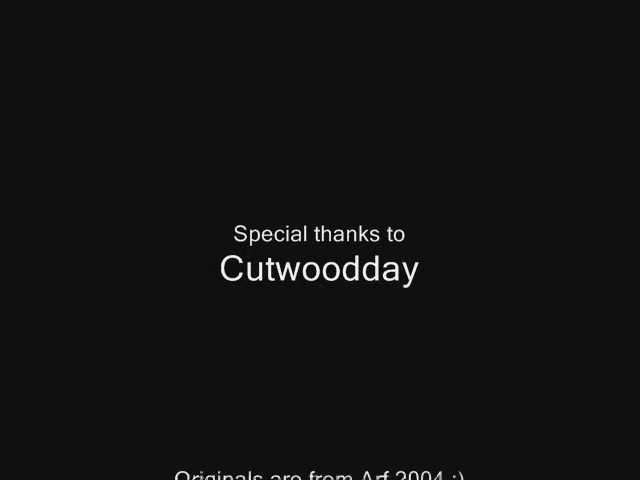 Special thanks to
Cutwoodday
Originals are from Arf 2004 :)